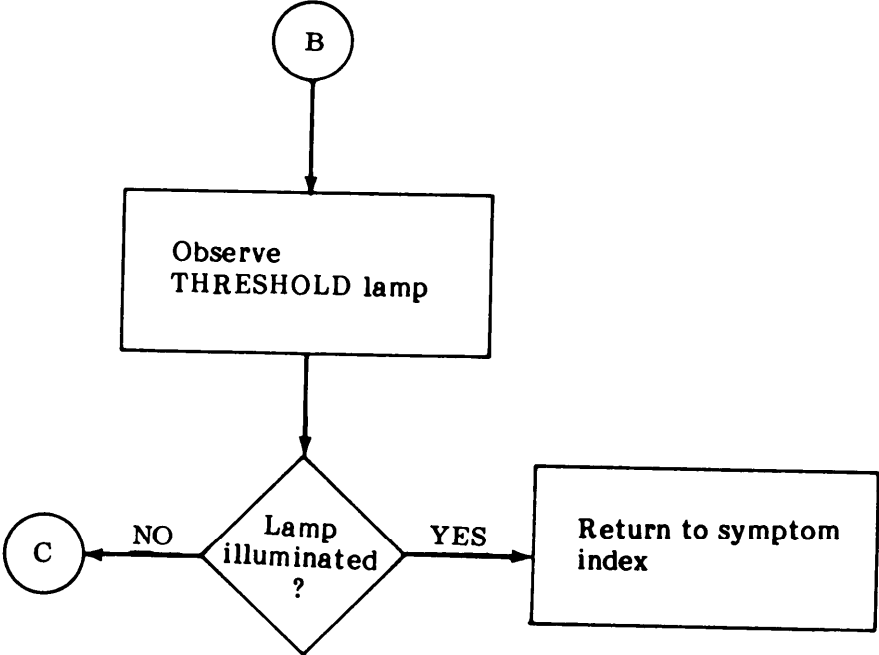 B
Observe
THRESHOLD lamp
Lamp
illuminated
?
NO
C
YES
Return to symptom
index